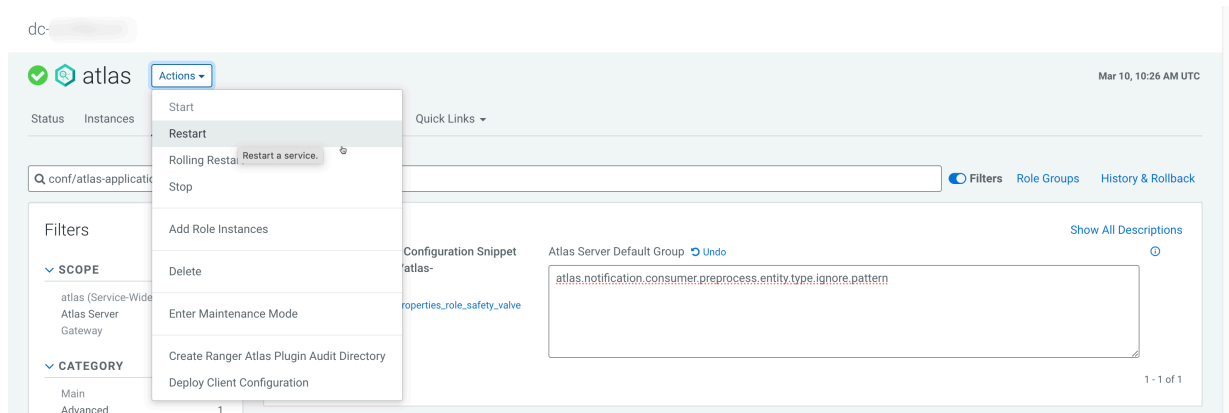 dc-
atlas
Actions
Mar 10, 10:26 AM UTC
Status
Instances
Quick Links
Start
Restart
Restart a service.
Rolling Restart
Stop
Add Role Instances
Delete
Enter Maintenance Mode
Create Ranger Atlas Plugin Audit Directory
Deploy Client Configuration
conf/atlas-applicatio
Filters
Role Groups
History & Rollback
Filters
SCOPE
atlas (Service-Wide
Atlas Server
Gateway
CATEGORY
Main
Advanced
1
Show All Descriptions
Configuration Snippet
/atlas-
roperties_role_safety_valve
Atlas Server Default Group
Undo
atlas.notification.consumer.preprocess.entity.type.ignore.pattern
1 - 1 of 1